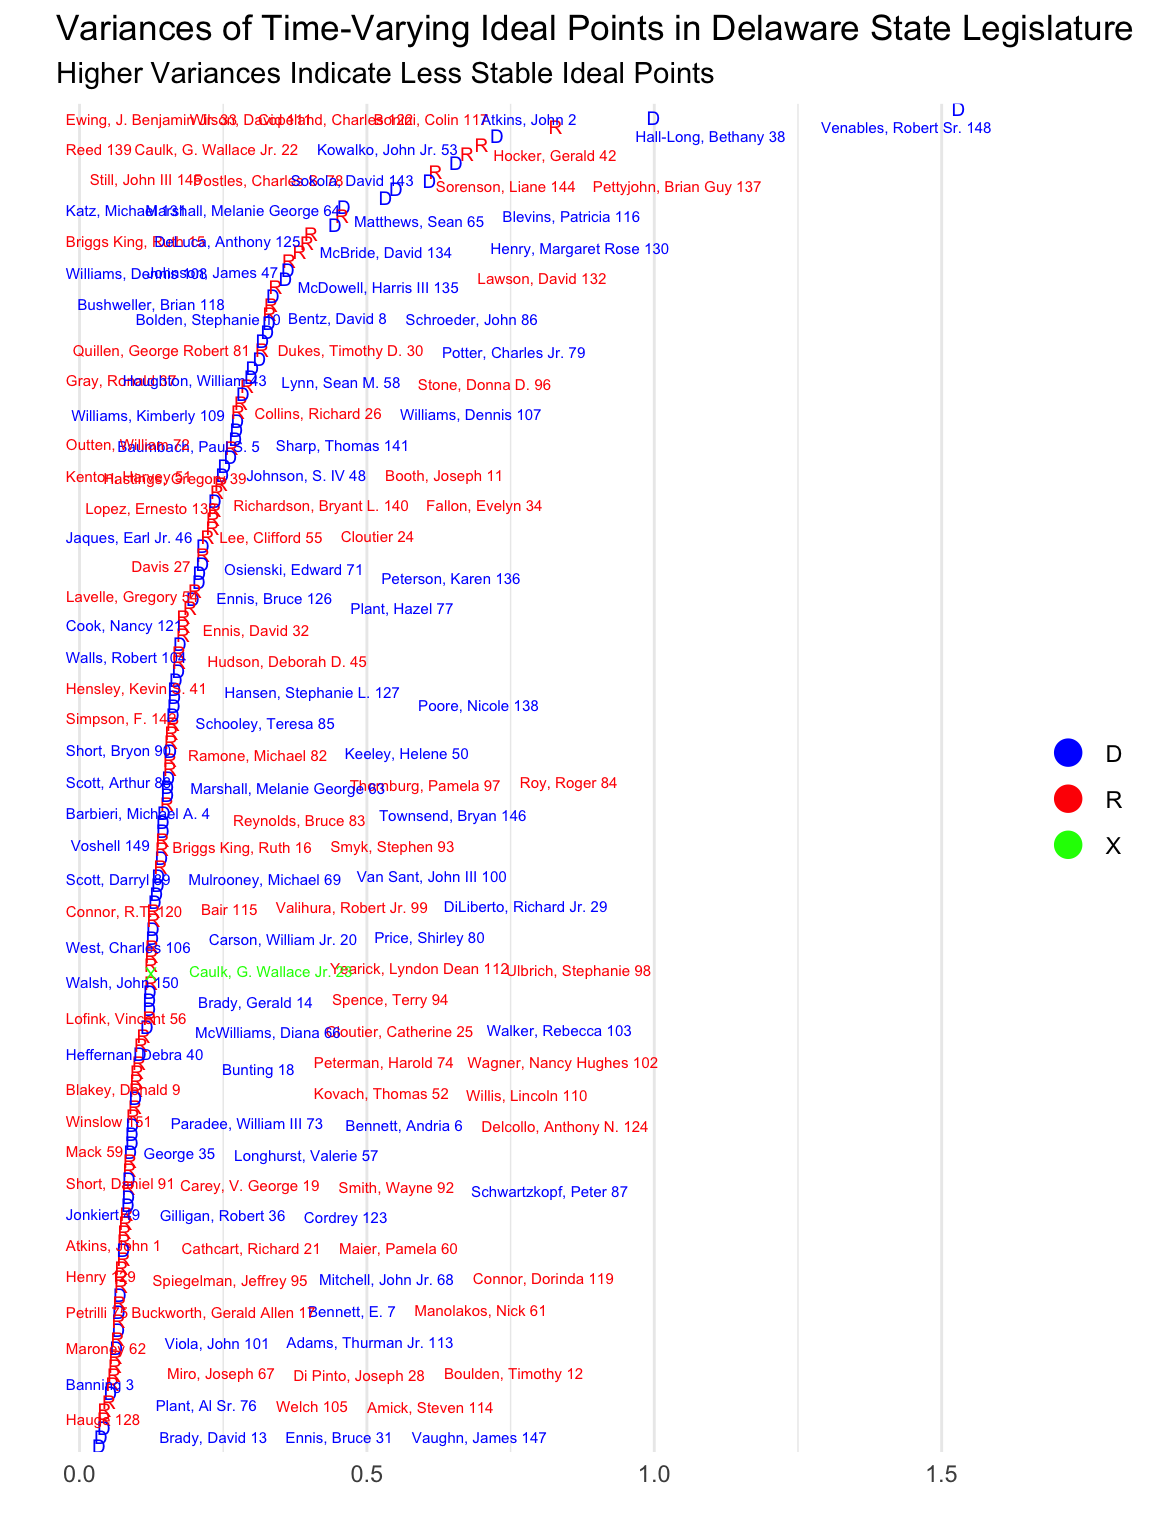 Variances of Time-Varying Ideal Points in Delaware State Legislature
Higher Variances Indicate Less Stable Ideal Points
Ewing, J. Benjamin Jr. 33 Wilson, David 111 Copeland, Charles 122 Bonini, Colin 117 Atkins, John 2
Venables, Robert Sr. 148
Hall-Long, Bethany 38
Reed 139 Caulk, G. Wallace Jr. 22 Kowalko, John Jr. 53 Hocker, Gerald 42
Still, John III 145 Postles, Charles S. 78 Sokola, David 143 Sorenson, Liane 144 Pettyjohn, Brian Guy 137
Katz, Michael 131 Marshall, Melanie George 64 Matthews, Sean 65 Blevins, Patricia 116
Briggs King, Ruth 15 DeLuca, Anthony 125 McBride, David 134 Henry, Margaret Rose 130
Williams, Dennis 108 Johnson, James 47 McDowell, Harris III 135 Lawson, David 132
Bushweller, Brian 118
Bolden, Stephanie 10 Bentz, David 8 Schroeder, John 86
Quillen, George Robert 81 Dukes, Timothy D. 30 Potter, Charles Jr. 79
Gray, Ronald 37 Houghton, William 43 Lynn, Sean M. 58 Stone, Donna D. 96
Williams, Kimberly 109 Collins, Richard 26 Williams, Dennis 107
Outten, William 72 Baumbach, Paul S. 5 Sharp, Thomas 141
Kenton, Harvey 51 Hastings, Gregory 39 Johnson, S. IV 48 Booth, Joseph 11
Lopez, Ernesto 133 Richardson, Bryant L. 140 Fallon, Evelyn 34
Jaques, Earl Jr. 46 Lee, Clifford 55 Cloutier 24
Davis 27 Osienski, Edward 71 Peterson, Karen 136
Lavelle, Gregory 54 Ennis, Bruce 126 Plant, Hazel 77
Cook, Nancy 121 Ennis, David 32
Walls, Robert 104 Hudson, Deborah D. 45
Hensley, Kevin S. 41 Hansen, Stephanie L. 127 Poore, Nicole 138
Simpson, F. 142 Schooley, Teresa 85
Short, Bryon 90 Ramone, Michael 82 Keeley, Helene 50
Scott, Arthur 88 Marshall, Melanie George 63 Thornburg, Pamela 97 Roy, Roger 84
Barbieri, Michael A. 4 Reynolds, Bruce 83 Townsend, Bryan 146
Voshell 149 Briggs King, Ruth 16 Smyk, Stephen 93
Scott, Darryl 89 Mulrooney, Michael 69 Van Sant, John III 100
Connor, R.T. 120 Bair 115 Valihura, Robert Jr. 99 DiLiberto, Richard Jr. 29
West, Charles 106 Carson, William Jr. 20 Price, Shirley 80
Caulk, G. Wallace Jr. 23 Yearick, Lyndon Dean 112 Ulbrich, Stephanie 98
Walsh, John 150 Brady, Gerald 14 Spence, Terry 94
Lofink, Vincent 56 McWilliams, Diana 66 Cloutier, Catherine 25 Walker, Rebecca 103
Heffernan, Debra 40 Bunting 18 Peterman, Harold 74 Wagner, Nancy Hughes 102
Blakey, Donald 9 Kovach, Thomas 52 Willis, Lincoln 110
Winslow 151 Paradee, William III 73 Bennett, Andria 6 Delcollo, Anthony N. 124
Mack 59 George 35 Longhurst, Valerie 57
Short, Daniel 91 Carey, V. George 19 Smith, Wayne 92 Schwartzkopf, Peter 87
Jonkiert 49 Gilligan, Robert 36 Cordrey 123
Atkins, John 1 Cathcart, Richard 21 Maier, Pamela 60
Henry 129 Spiegelman, Jeffrey 95 Mitchell, John Jr. 68 Connor, Dorinda 119
Petrilli 75 Buckworth, Gerald Allen 17 Bennett, E. 7 Manolakos, Nick 61
Maroney 62 Viola, John 101 Adams, Thurman Jr. 113
Miro, Joseph 67 Di Pinto, Joseph 28 Boulden, Timothy 12
Banning 3 Plant, Al Sr. 76 Welch 105 Amick, Steven 114
Hauge 128 Brady, David 13 Ennis, Bruce 31 Vaughn, James 147
D
R
X
0.0 0.5 1.0 1.5